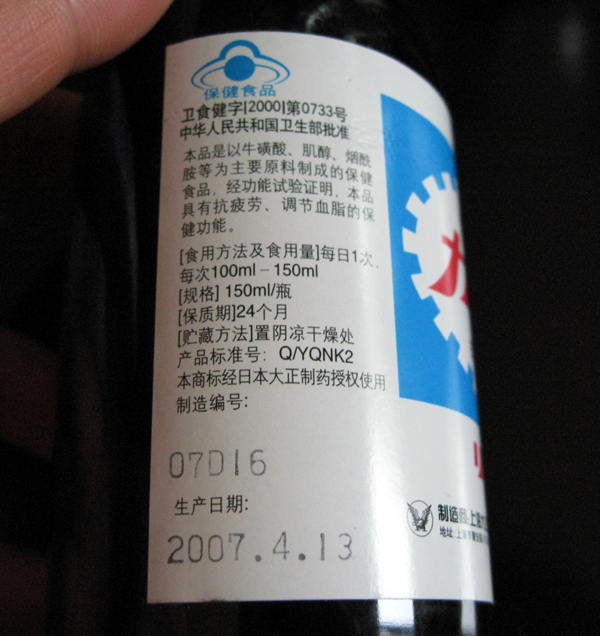 保健食品
卫食健字[2000]第0733号
中华人民共和国卫生部批准
本品是以牛磺酸、肌醇、烟酰
胺等为主要原料制成的保健
食品，经功能试验证明，本品
具有抗疲劳、调节血脂的保
健功能。
[食用方法及食用量]每日1次，
每次100ml－150ml
[规格] 150ml/瓶
[保质期]24个月
[贮藏方法]置阴凉干燥处
产品标准号： Q/YQNK2
本商标经日本大正制药授权使用
制造编号：
07D16
生产日期：
2007.4.13
制造商:上海
地址:上海市